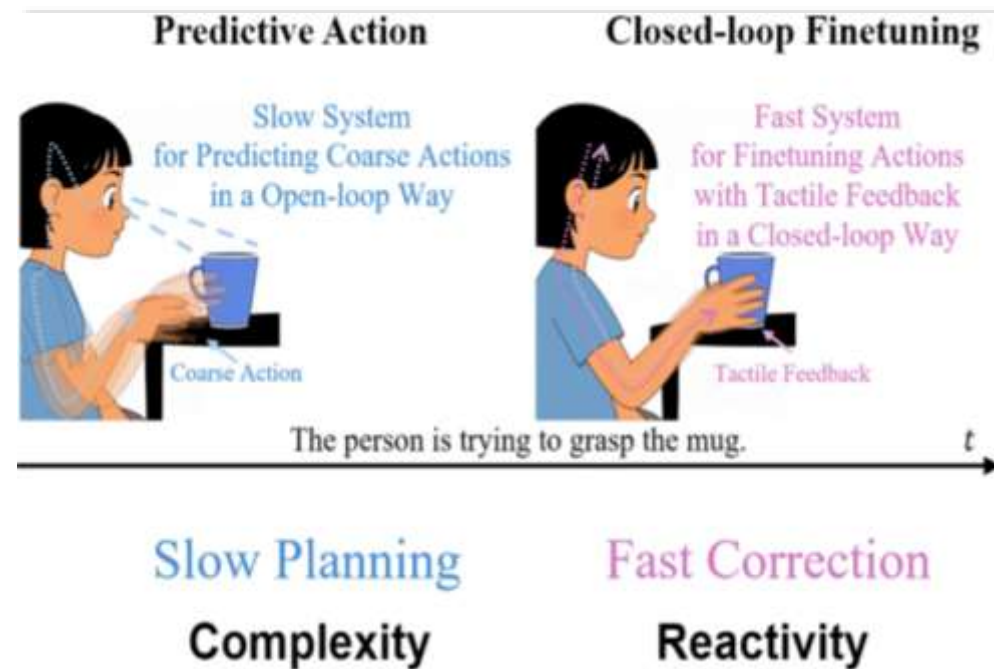 Predictive Action
Closed-loop Finetuning
Slow System
for Predicting Coarse Actions
in a Open-loop Way
Fast System
for Finetuning Actions
with Tactile Feedback
in a Closed-loop Way
Coarse Action
Tactile Feedback
The person is trying to grasp the mug.
t
Slow Planning
Fast Correction
Complexity
Reactivity